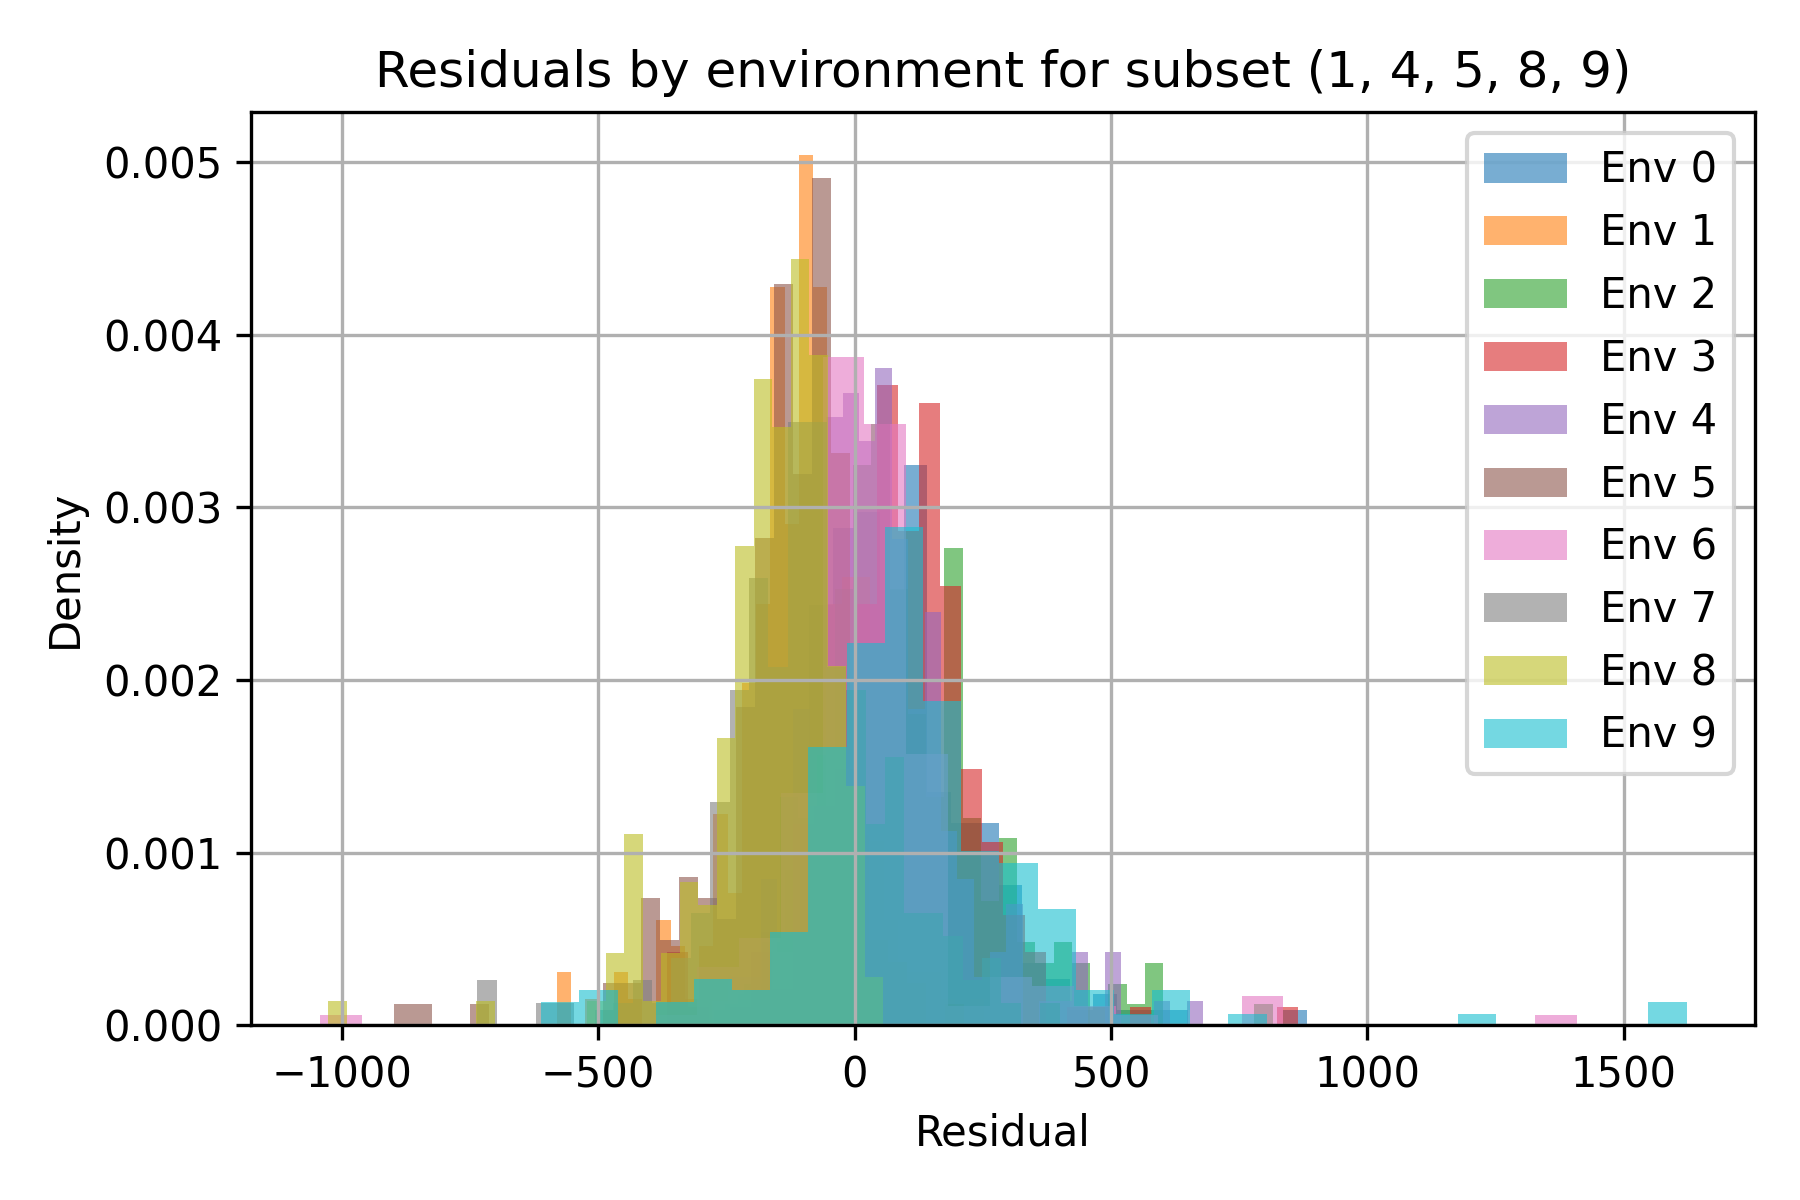 Residuals by environment for subset (1, 4, 5, 8, 9)
0.005
0.004
0.003
0.002
0.001
0.000
Density
−1000
−500
0
500
1000
1500
Residual
Env 0
Env 1
Env 2
Env 3
Env 4
Env 5
Env 6
Env 7
Env 8
Env 9